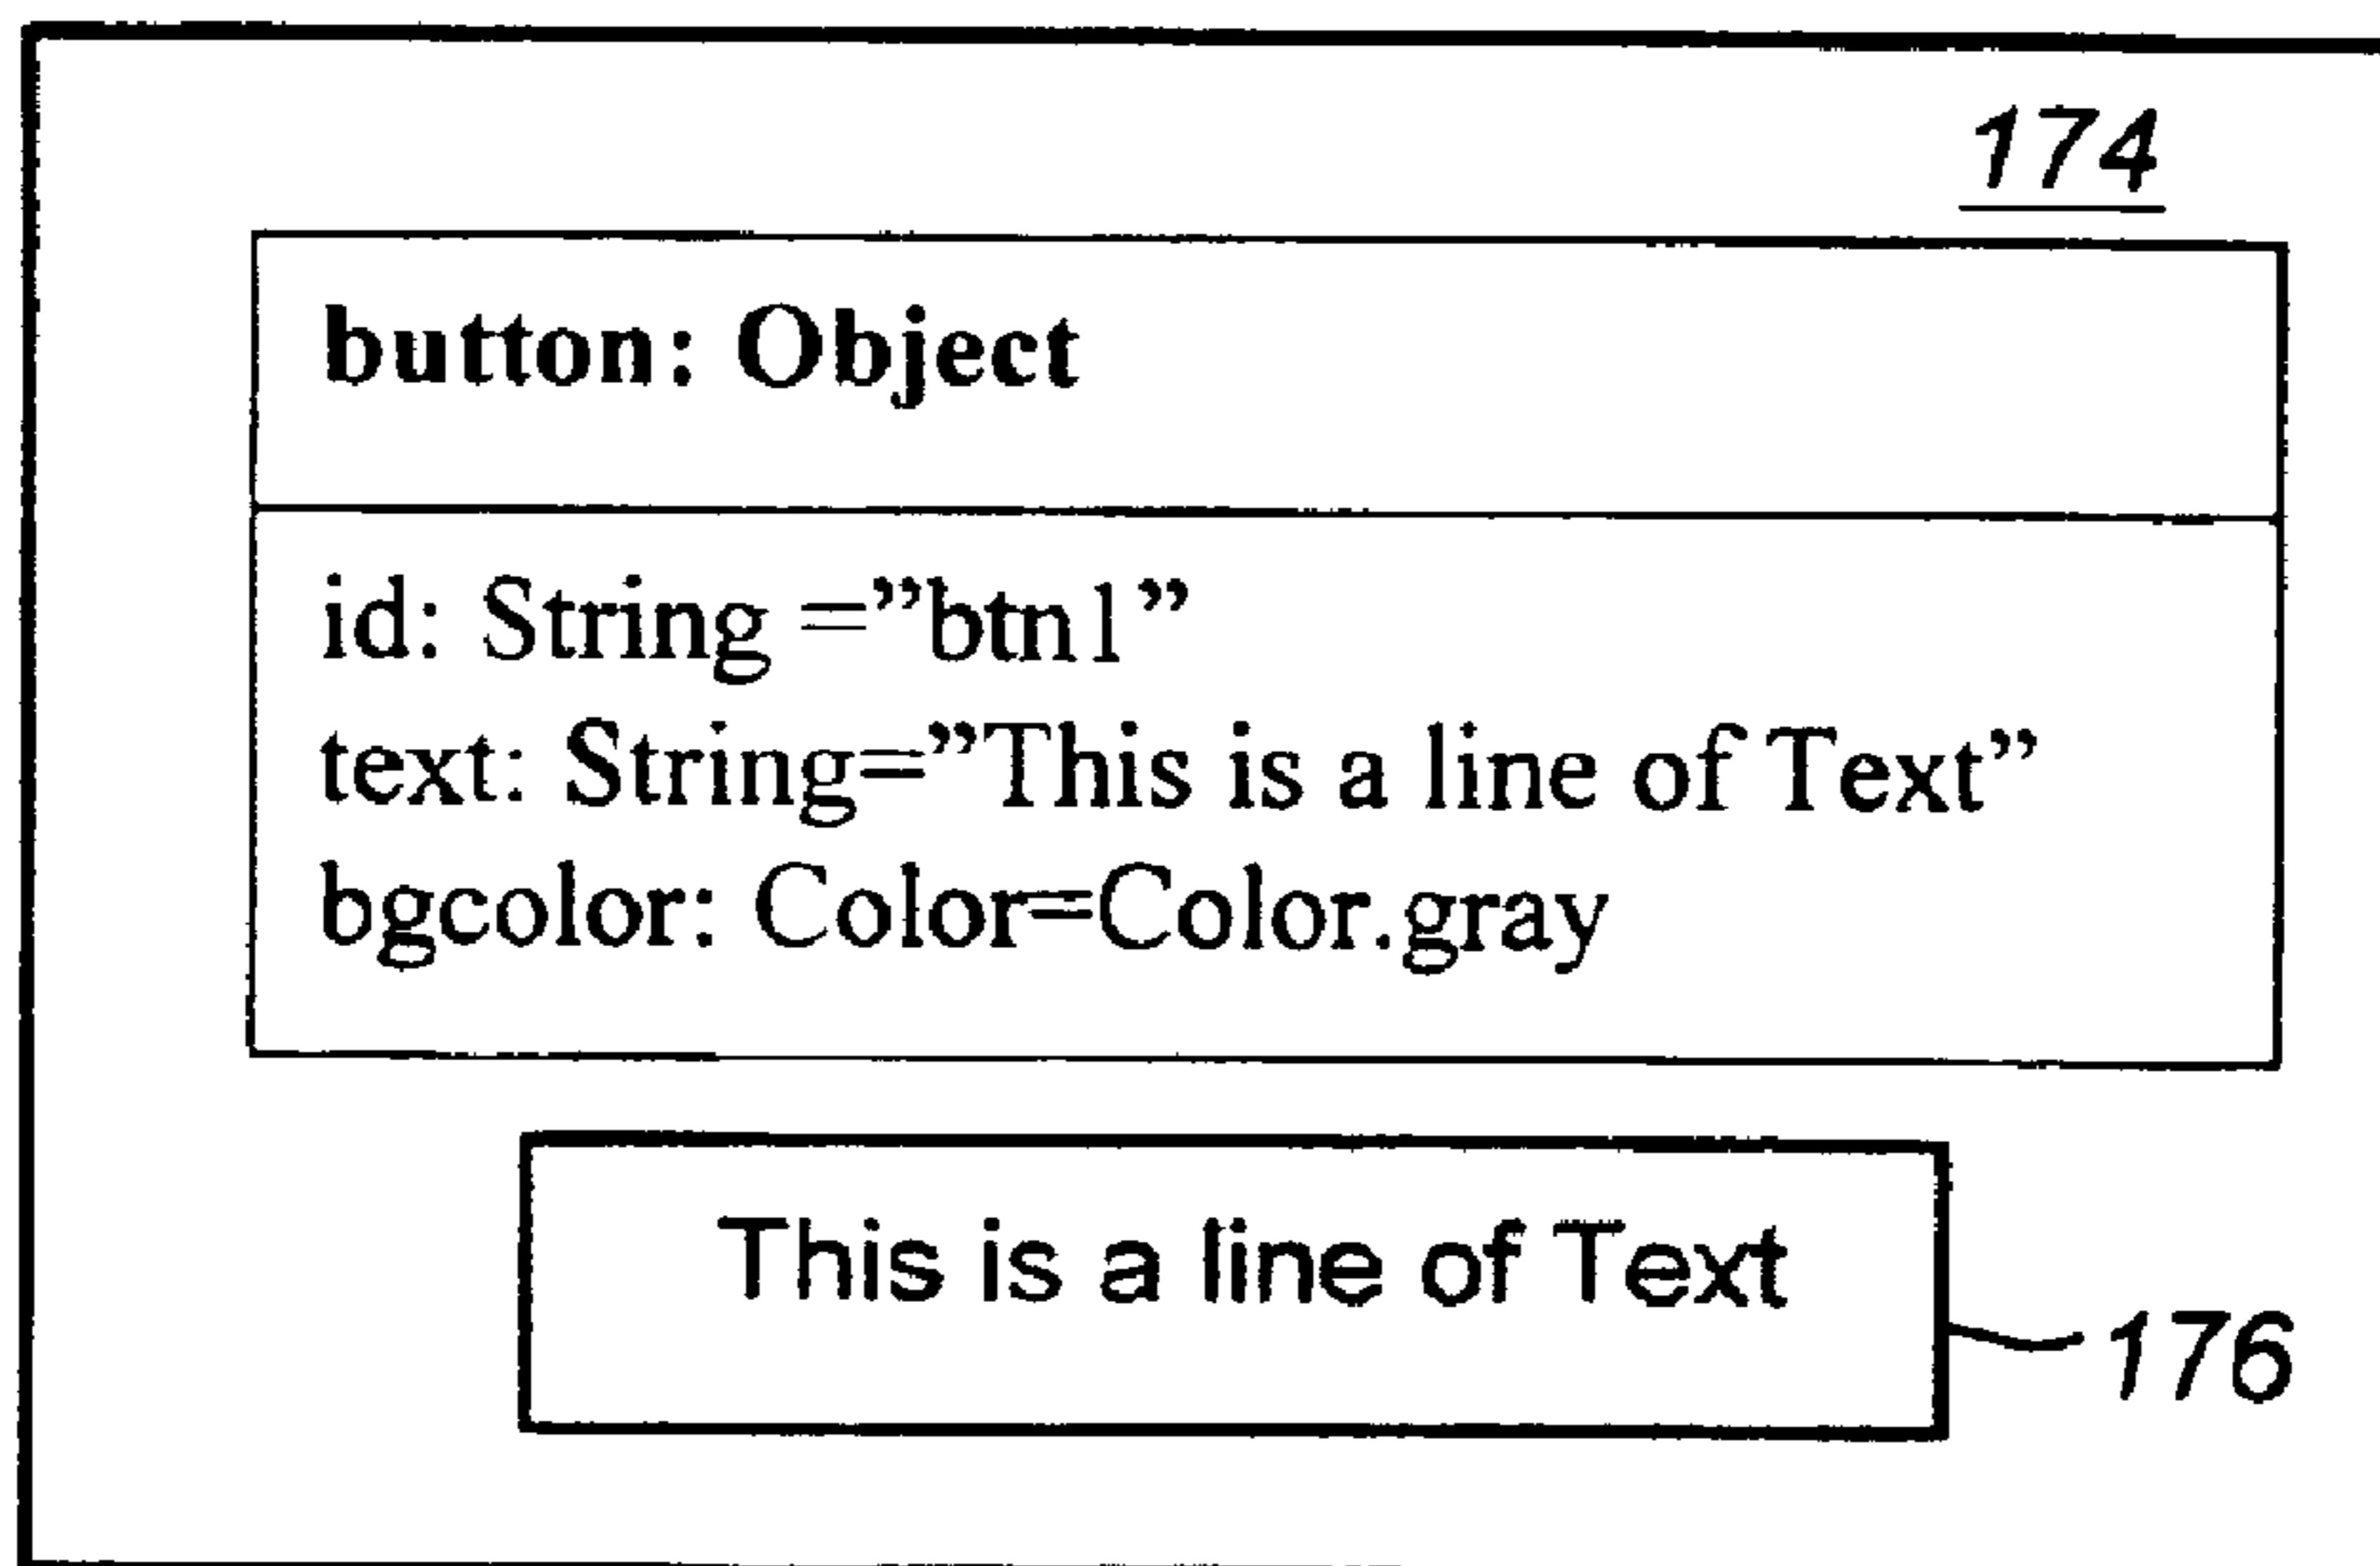 174
button: Object
id: String =”btn1”
text: String=”This is a line of Text”
bgcolor: Color=Color.gray
This is a line of Text
176